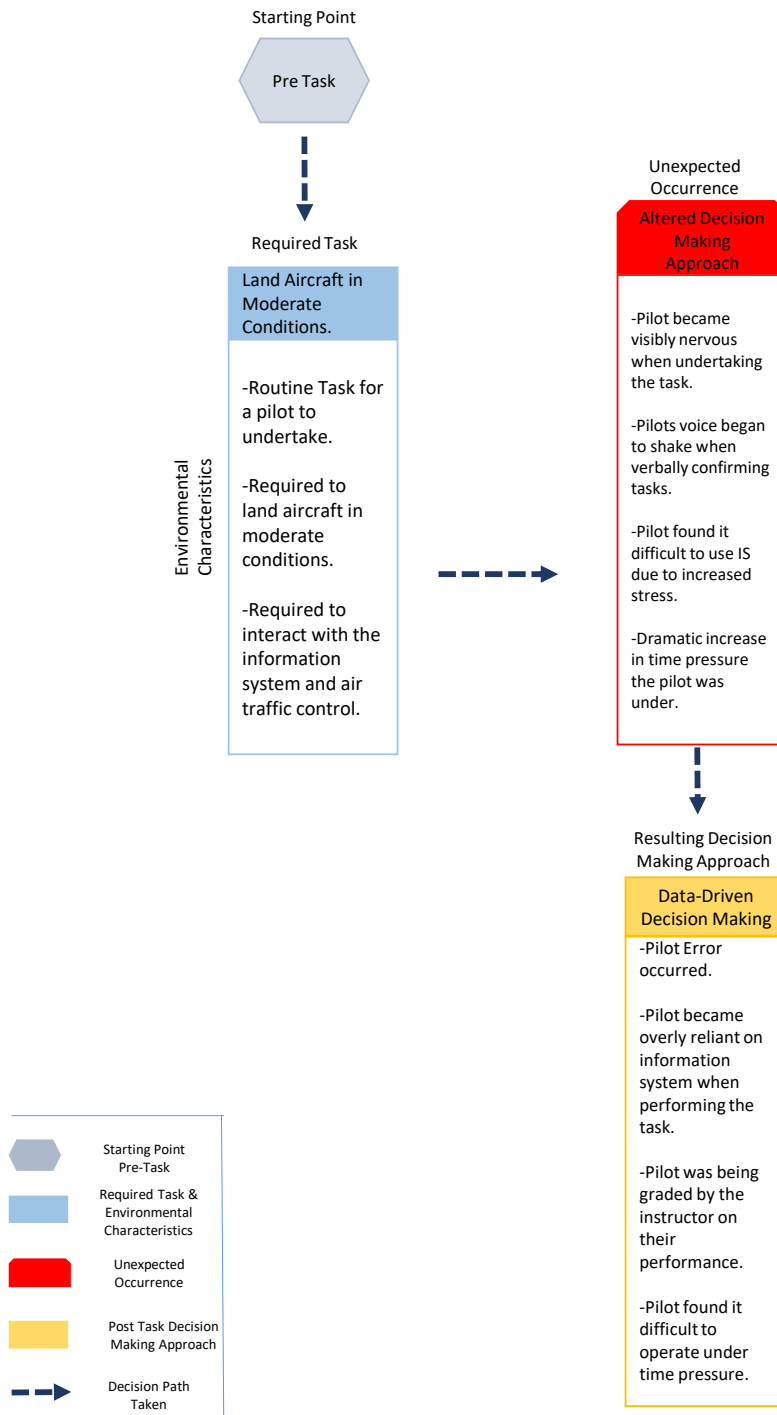 Starting Point
Pre Task
Required Task
Land Aircraft in
Moderate
Conditions.
-Routine Task for
a pilot to
undertake.
-Required to
land aircraft in
moderate
conditions.
-Required to
interact with the
information
system and air
traffic control.
Environmental
Characteristics
Unexpected
Occurrence
Altered Decision
Making
Approach
-Pilot became
visibly nervous
when undertaking
the task.
-Pilots voice began
to shake when
verbally confirming
tasks.
-Pilot found it
difficult to use IS
due to increased
stress.
-Dramatic increase
in time pressure
the pilot was
under.
Resulting Decision
Making Approach
Data-Driven
Decision Making
-Pilot Error
occurred.
-Pilot became
overly reliant on
information
system when
performing the
task.
-Pilot was being
graded by the
instructor on
their
performance.
-Pilot found it
difficult to
operate under
time pressure.
Starting Point
Pre-Task
Required Task &
Environmental
Characteristics
Unexpected
Occurrence
Post Task Decision
Making Approach
Decision Path
Taken